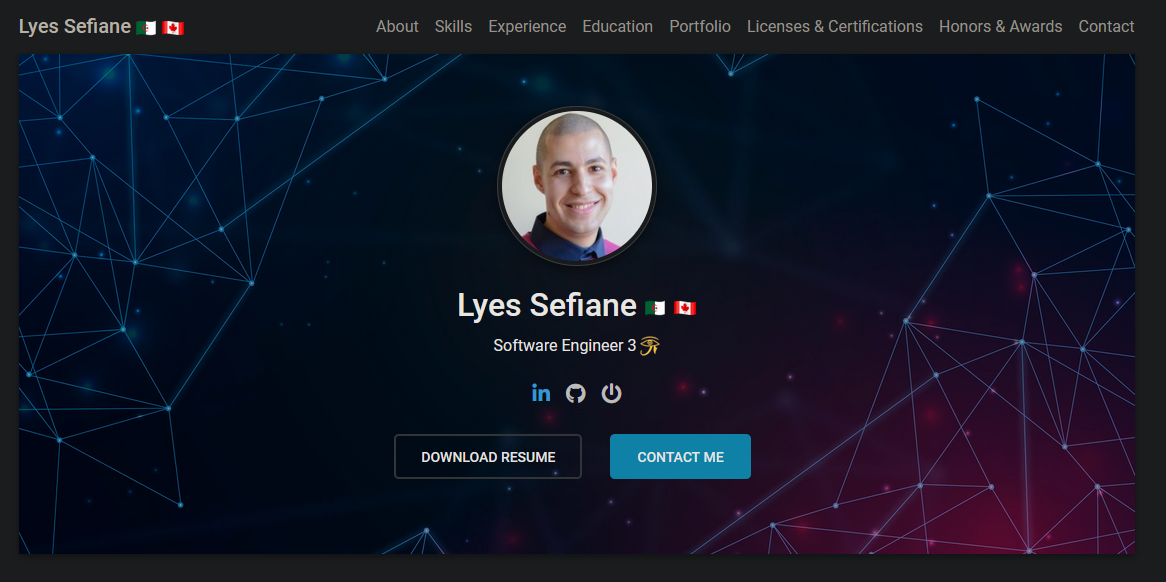 Lyes Sefiane 🇩🇿 🇨🇦
About Skills Experience Education Portfolio Licenses & Certifications Honors & Awards Contact
Lyes Sefiane 🇩🇿 🇨🇦
Software Engineer 3
in
DOWNLOAD RESUME CONTACT ME